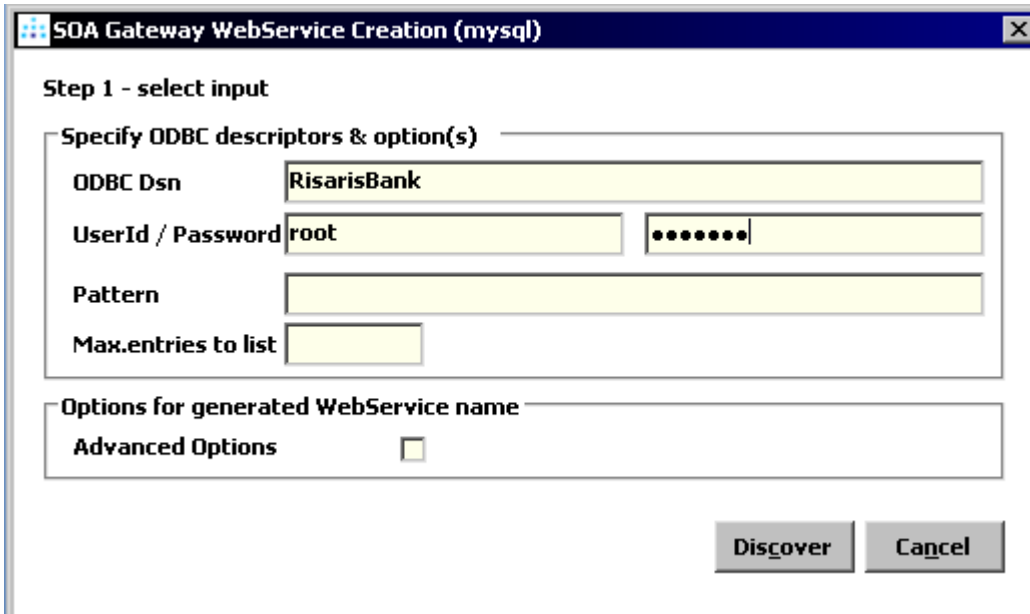 SOA Gateway WebService Creation (mysql)
Step 1 - select input
Specify ODBC descriptors & option(s)
ODBC Dsn RisarisBank
UserId / Password root •••••••
Pattern
Max.entries to list
Options for generated WebService name
Advanced Options
Discover Cancel